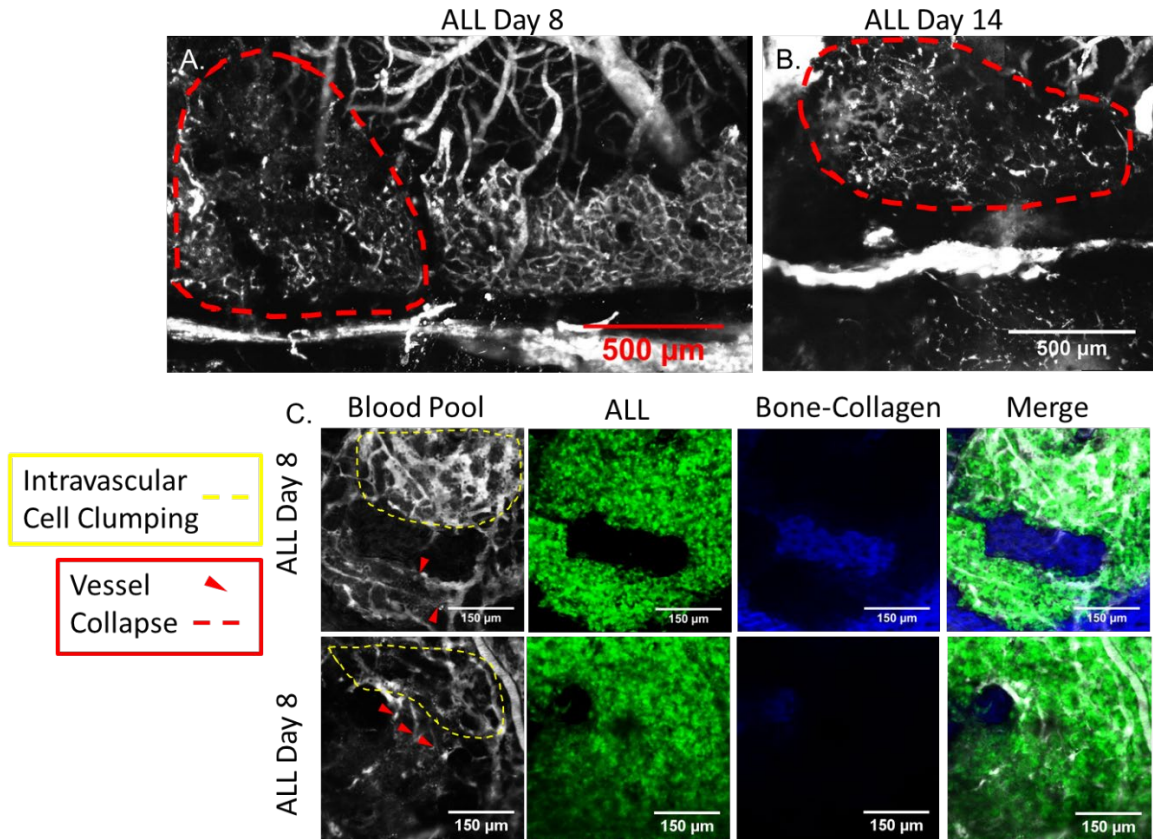 ALL Day 8
ALL Day 14
A.
B.
500 µm
500 µm
C.
Blood Pool
ALL
Bone-Collagen
Merge
Intravascular
Cell Clumping
Vessel
Collapse
ALL Day 8
150 µm
150 µm
150 µm
150 µm
ALL Day 8
150 µm
150 µm
150 µm
150 µm